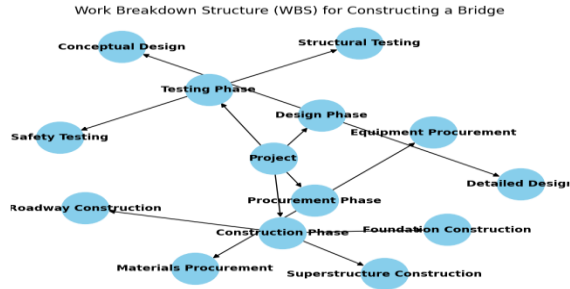 Work Breakdown Structure (WBS) for Constructing a Bridge
Structural Testing
Conceptual Design
Testing Phase
Design Phase
Equipment Procurement
Safety Testing
Project
Detailed Design
Procurement Phase
Roadway Construction
Foundation Construction
Construction Phase
Materials Procurement
Superstructure Construction